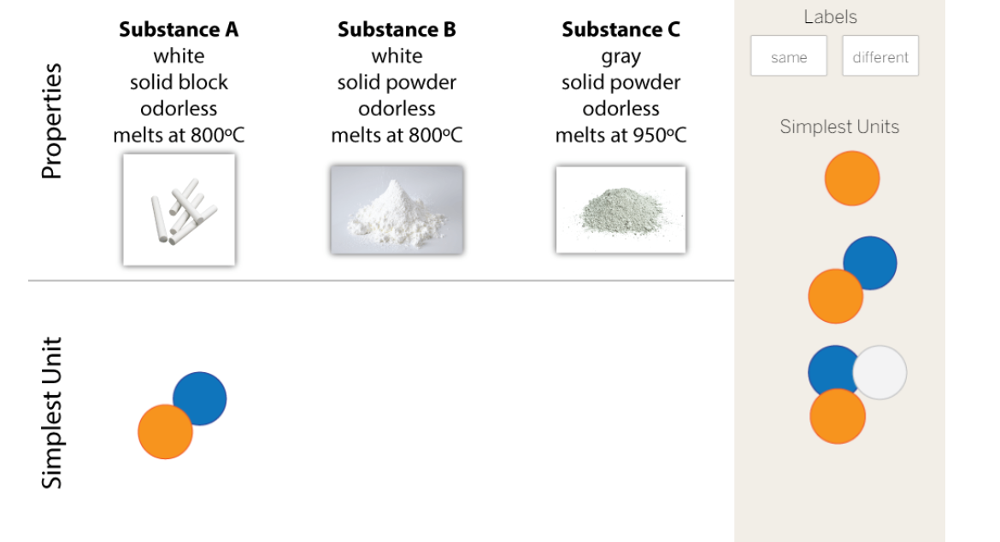 Properties
Substance A
white
solid block
odorless
melts at 800ºC
Substance B
white
solid powder
odorless
melts at 800ºC
Substance C
gray
solid powder
odorless
melts at 950ºC
Simplest Unit
Labels
same
different
Simplest Units